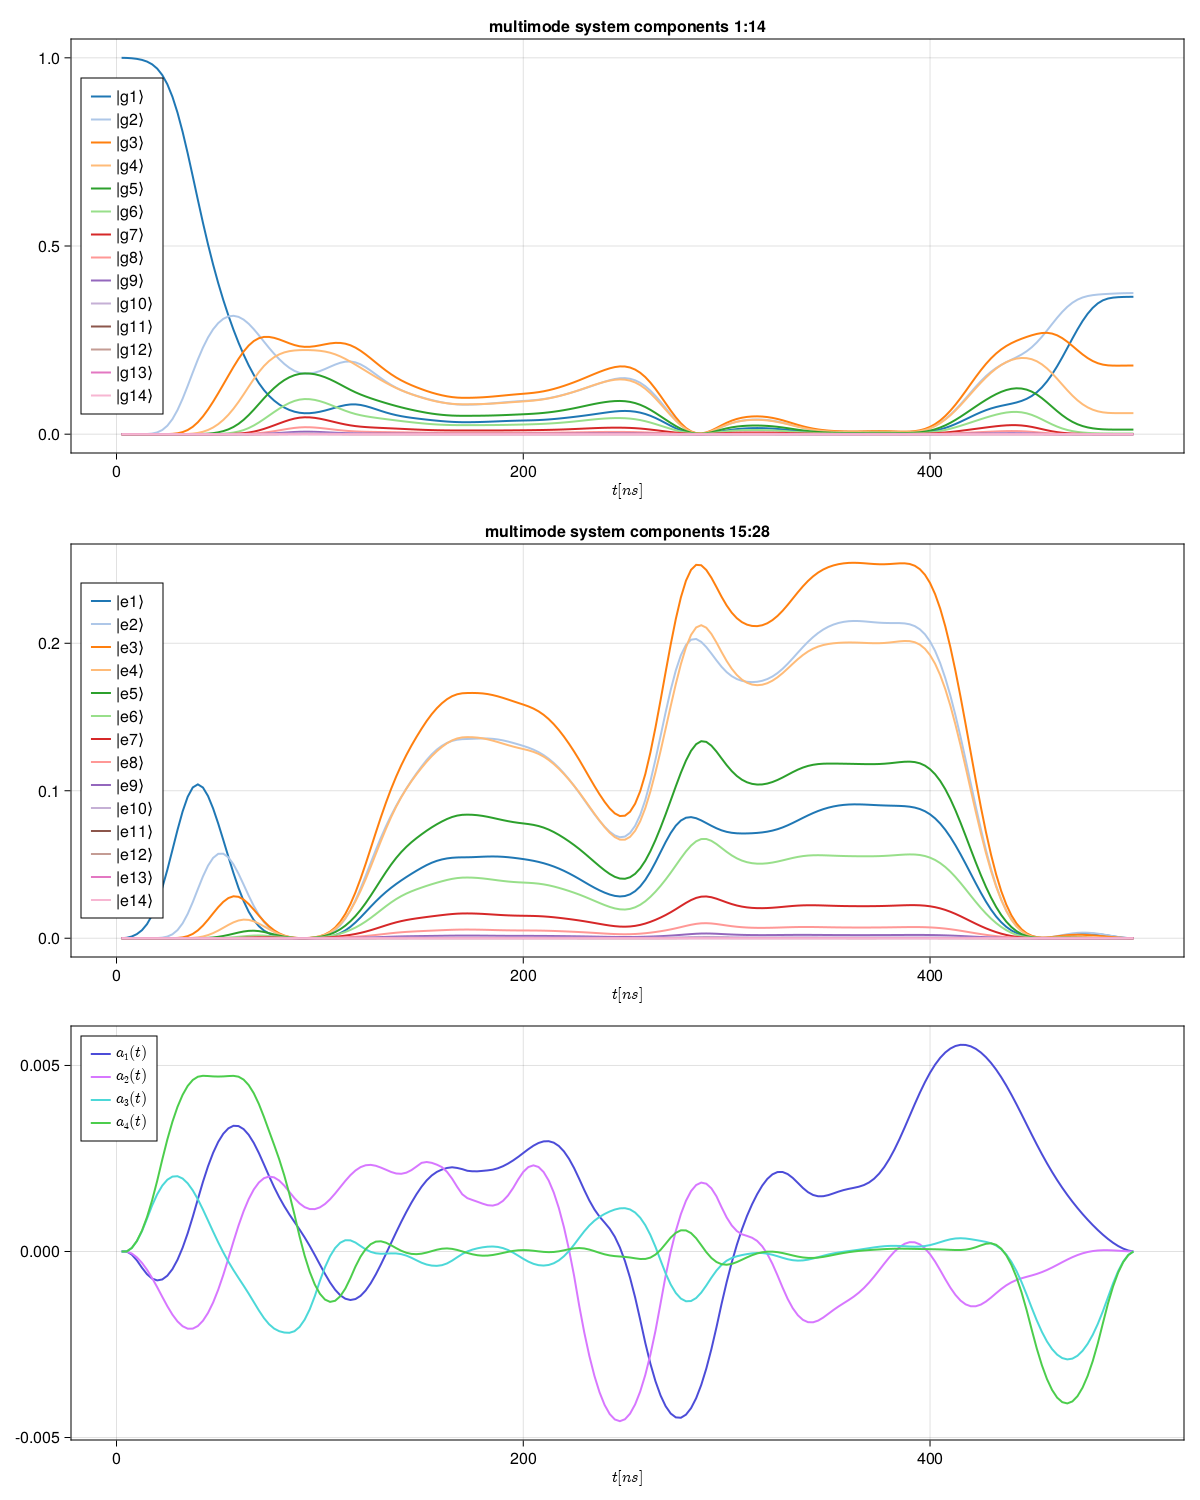 multimode system components 1:14
1.0
0.5
0.0
|g1⟩
|g2⟩
|g3⟩
|g4⟩
|g5⟩
|g6⟩
|g7⟩
|g8⟩
|g9⟩
|g10⟩
|g11⟩
|g12⟩
|g13⟩
|g14⟩
0 200 400
t[ns]
multimode system components 15:28
0.2
0.1
0.0
|e1⟩
|e2⟩
|e3⟩
|e4⟩
|e5⟩
|e6⟩
|e7⟩
|e8⟩
|e9⟩
|e10⟩
|e11⟩
|e12⟩
|e13⟩
|e14⟩
0 200 400
t[ns]
0.005
0.000
-0.005
a₁(t)
a₂(t)
a₃(t)
a₄(t)
0 200 400
t[ns]